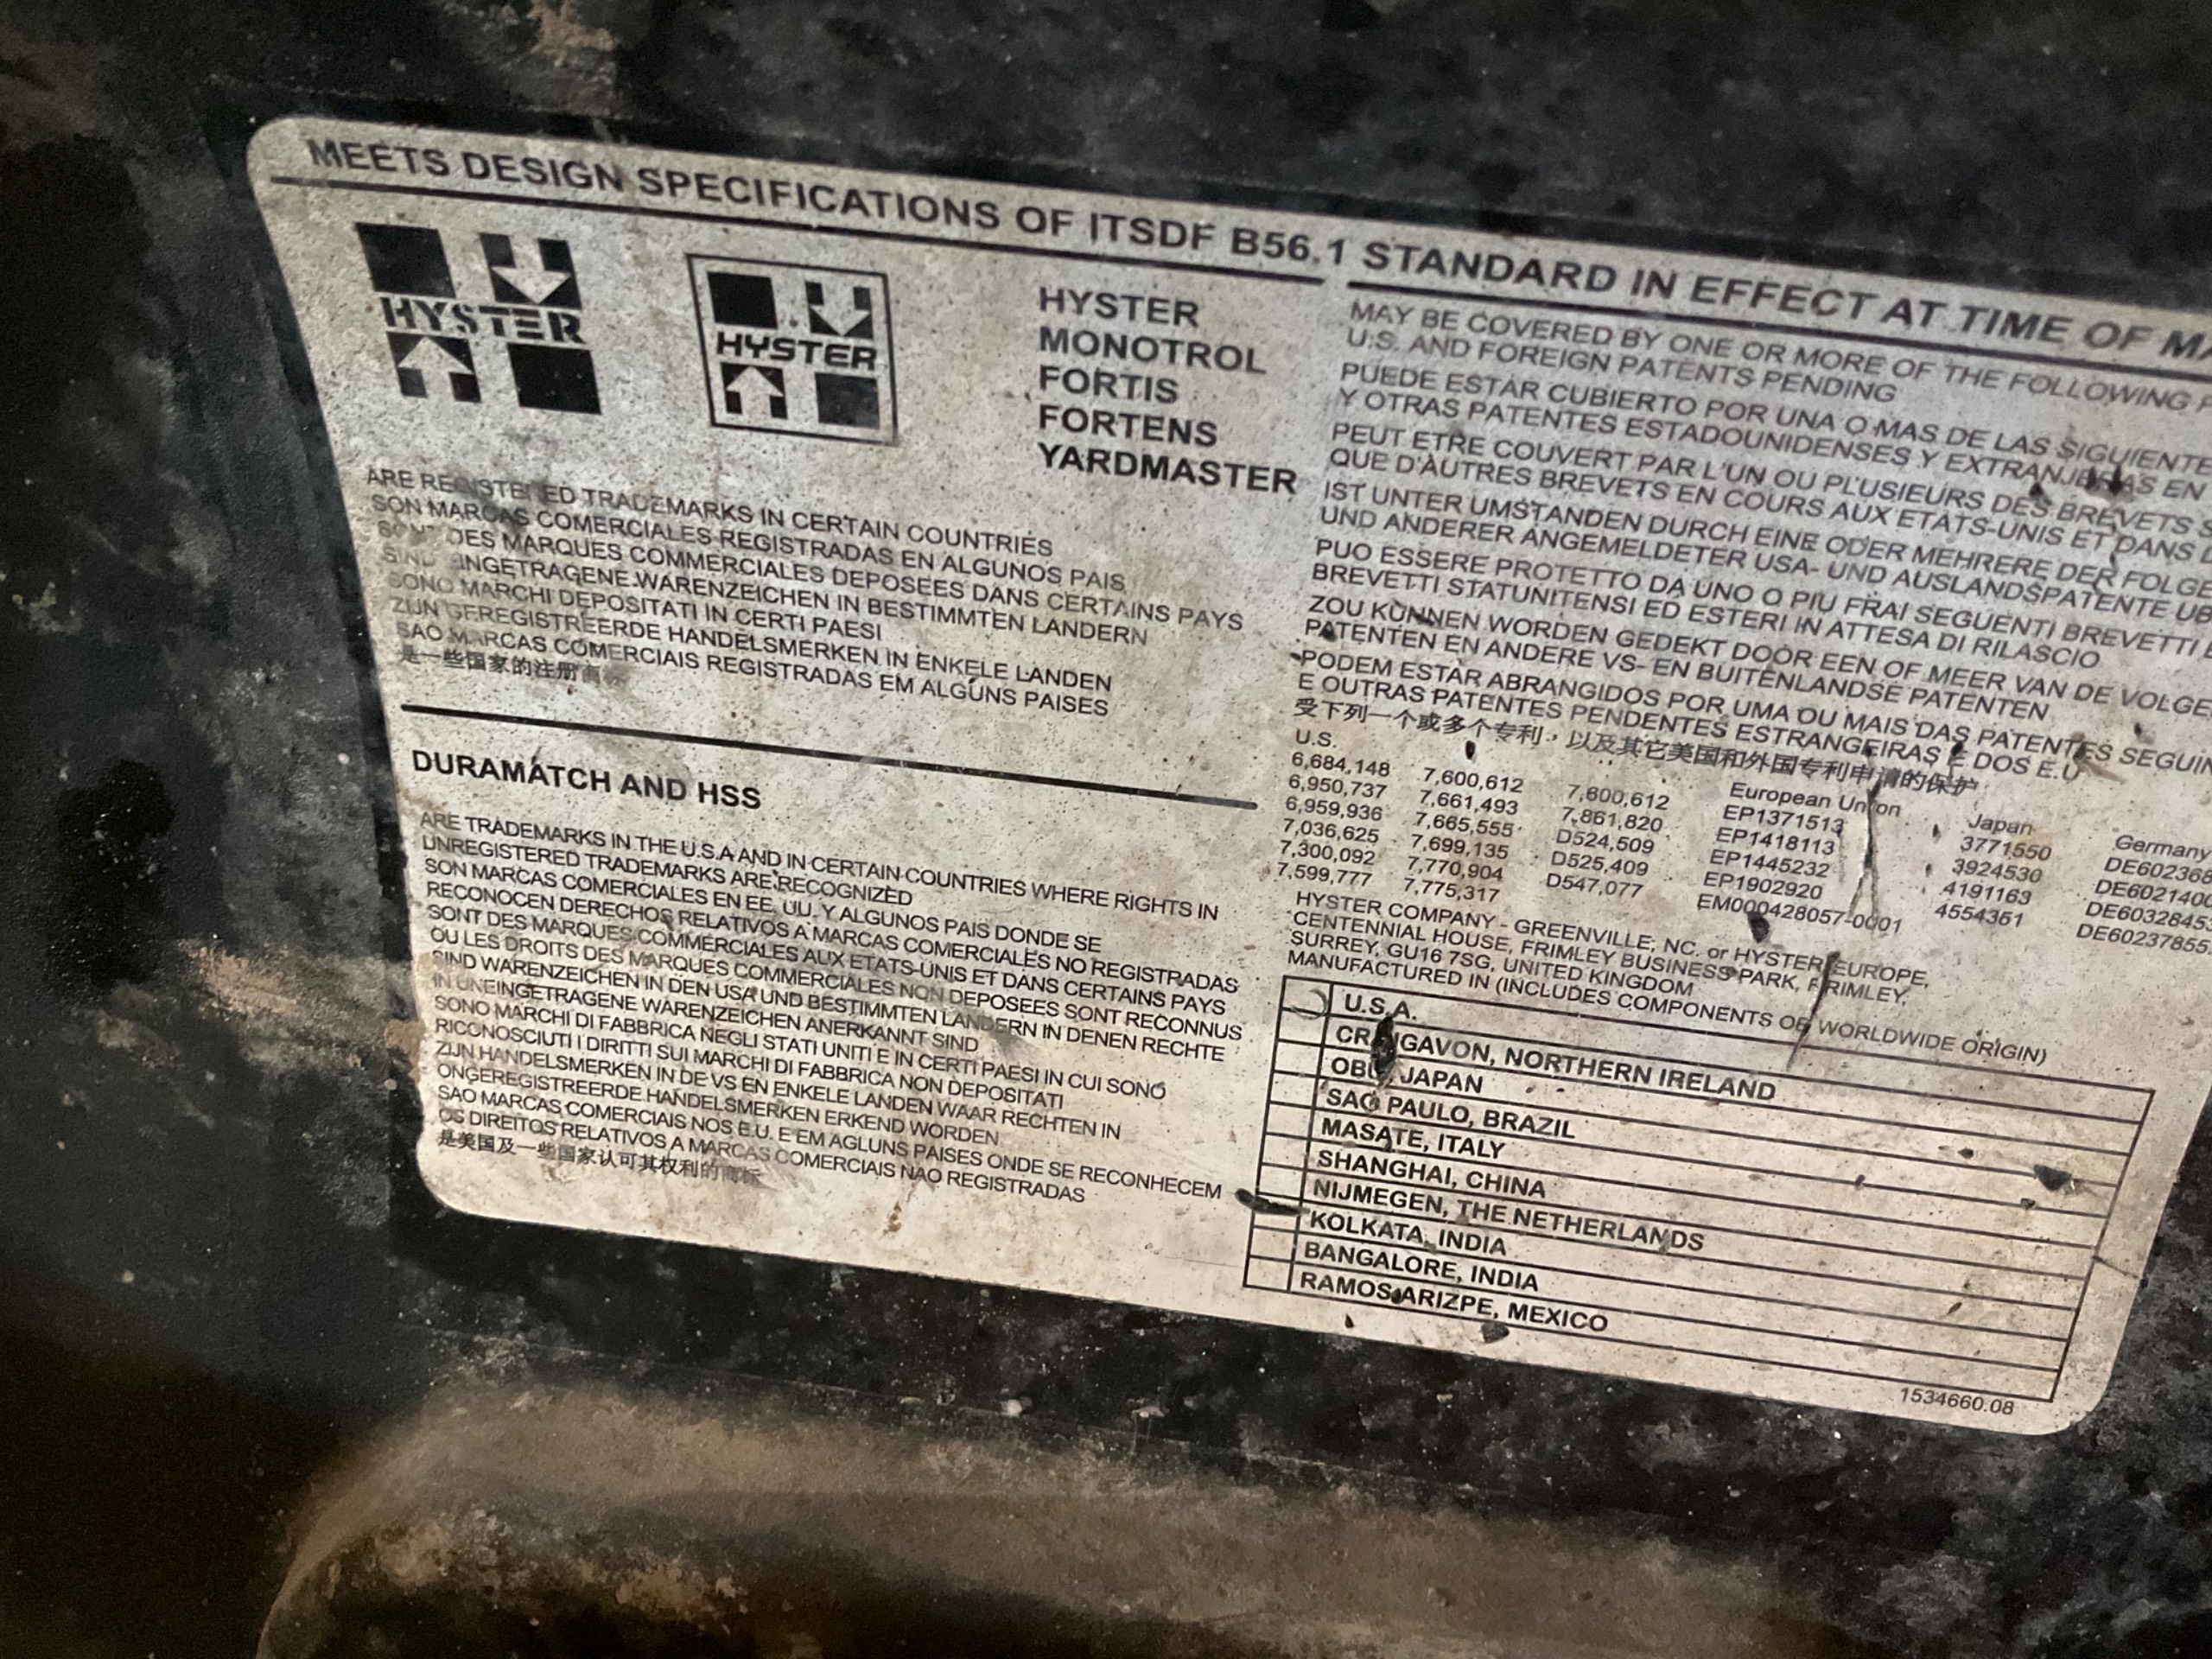 MEETS DESIGN SPECIFICATIONS OF ITSDF B56.1 STANDARD IN EFFECT AT TIME OF
HYSTER
HYSTER
HYSTER
MONOTROL
FORTIS
FORTENS
YARDMASTER
ARE REGISTERED TRADEMARKS IN CERTAIN COUNTRIES
SON MARCAS COMERCIALES REGISTRADAS EN ALGUNOS PAIS
SONT DES MARQUES COMMERCIALES DEPOSEES DANS CERTAINS PAYS
SIND EINGETRAGENE WARENZEICHEN IN BESTIMMTEN LANDERN
SONO MARCHI DEPOSITATI IN CERTI PAESI
ZIJN GEREGISTREERDE HANDELSMERKEN IN ENKELE LANDEN
SAO MARCAS COMERCIAIS REGISTRADAS EM ALGUNS PAISES
是一些国家的注册商标
DURAMATCH AND HSS
ARE TRADEMARKS IN THE U.S.A AND IN CERTAIN COUNTRIES WHERE RIGHTS IN
UNREGISTERED TRADEMARKS ARE RECOGNIZED
SON MARCAS COMERCIALES EN EE. UU. Y ALGUNOS PAIS DONDE SE
RECONOCEN DERECHOS RELATIVOS A MARCAS COMERCIALES NO REGISTRADAS
SONT DES MARQUES COMMERCIALES AUX ETATS-UNIS ET DANS CERTAINS PAYS
OU LES DROITS DES MARQUES COMMERCIALES NON DEPOSEES SONT RECONNUS
SIND WARENZEICHEN IN DEN USA UND BESTIMMTEN LANDERN IN DENEN RECHTE
IN UNEINGETRAGENE WARENZEICHEN ANERKANNT SIND
SONO MARCHI DI FABBRICA NEGLI STATI UNITI E IN CERTI PAESI IN CUI SONO
RICONOSCIUTI I DIRITTI SUI MARCHI DI FABBRICA NON DEPOSITATI
ZIJN HANDELSMERKEN IN DE VS EN ENKELE LANDEN WAAR RECHTEN IN
ONGEREGISTREERDE HANDELSMERKEN ERKEND WORDEN
SAO MARCAS COMERCIAIS NOS E.U. E EM AGLUNS PAISES ONDE SE RECONHECEM
OS DIREITOS RELATIVOS A MARCAS COMERCIAIS NAO REGISTRADAS
是美国及一些国家认可其权利的商标
MAY BE COVERED BY ONE OR MORE OF THE FOLLOWING
U.S. AND FOREIGN PATENTS PENDING
PUEDE ESTAR CUBIERTO POR UNA O MAS DE LAS SIGUIENTE
Y OTRAS PATENTES ESTADOUNIDENSES Y EXTRANJERAS EN
PEUT ETRE COUVERT PAR L'UN OU PLUSIEURS DES BREVETS
QUE D'AUTRES BREVETS EN COURS AUX ETATS-UNIS ET DANS
IST UNTER UMSTANDEN DURCH EINE ODER MEHRERE DER FOLGE
UND ANDERER ANGEMELDETER USA- UND AUSLANDSPATENTE UB
PUO ESSERE PROTETTO DA UNO O PIU FRAI SEGUENTI BREVETTI
BREVETTI STATUNITENSI ED ESTERI IN ATTESA DI RILASCIO
ZOU KUNNEN WORDEN GEDEKT DOOR EEN OF MEER VAN DE VOLGE
PATENTEN EN ANDERE VS- EN BUITENLANDSE PATENTEN
PODEM ESTAR ABRANGIDOS POR UMA OU MAIS DAS PATENTES SEGUIN
E OUTRAS PATENTES PENDENTES ESTRANGEIRAS E DOS E.U
受下列一个或多个专利，以及其它美国和外国专利申请的保护
U.S. European Union Japan Germany
6,684,148 7,600,612 7,600,612 EP1371513 3771550 DE602368
6,950,737 7,661,493 7,861,820 EP1418113 3924530 DE6021400
6,959,936 7,665,555 D524,509 EP1445232 4191163 DE6032845
7,036,625 7,699,135 D525,409 EP1902920 4554351 DE60237855
7,300,092 7,770,904 D547,077 EM000428057-0001
7,599,777 7,775,317
HYSTER COMPANY - GREENVILLE, NC. or HYSTER EUROPE,
CENTENNIAL HOUSE, FRIMLEY BUSINESS PARK, FRIMLEY,
SURREY, GU16 7SG, UNITED KINGDOM
MANUFACTURED IN (INCLUDES COMPONENTS OF WORLDWIDE ORIGIN)
U.S.A.
CRAIGAVON, NORTHERN IRELAND
OBU, JAPAN
SAO PAULO, BRAZIL
MASATE, ITALY
SHANGHAI, CHINA
NIJMEGEN, THE NETHERLANDS
KOLKATA, INDIA
BANGALORE, INDIA
RAMOS ARIZPE, MEXICO
1534660.08